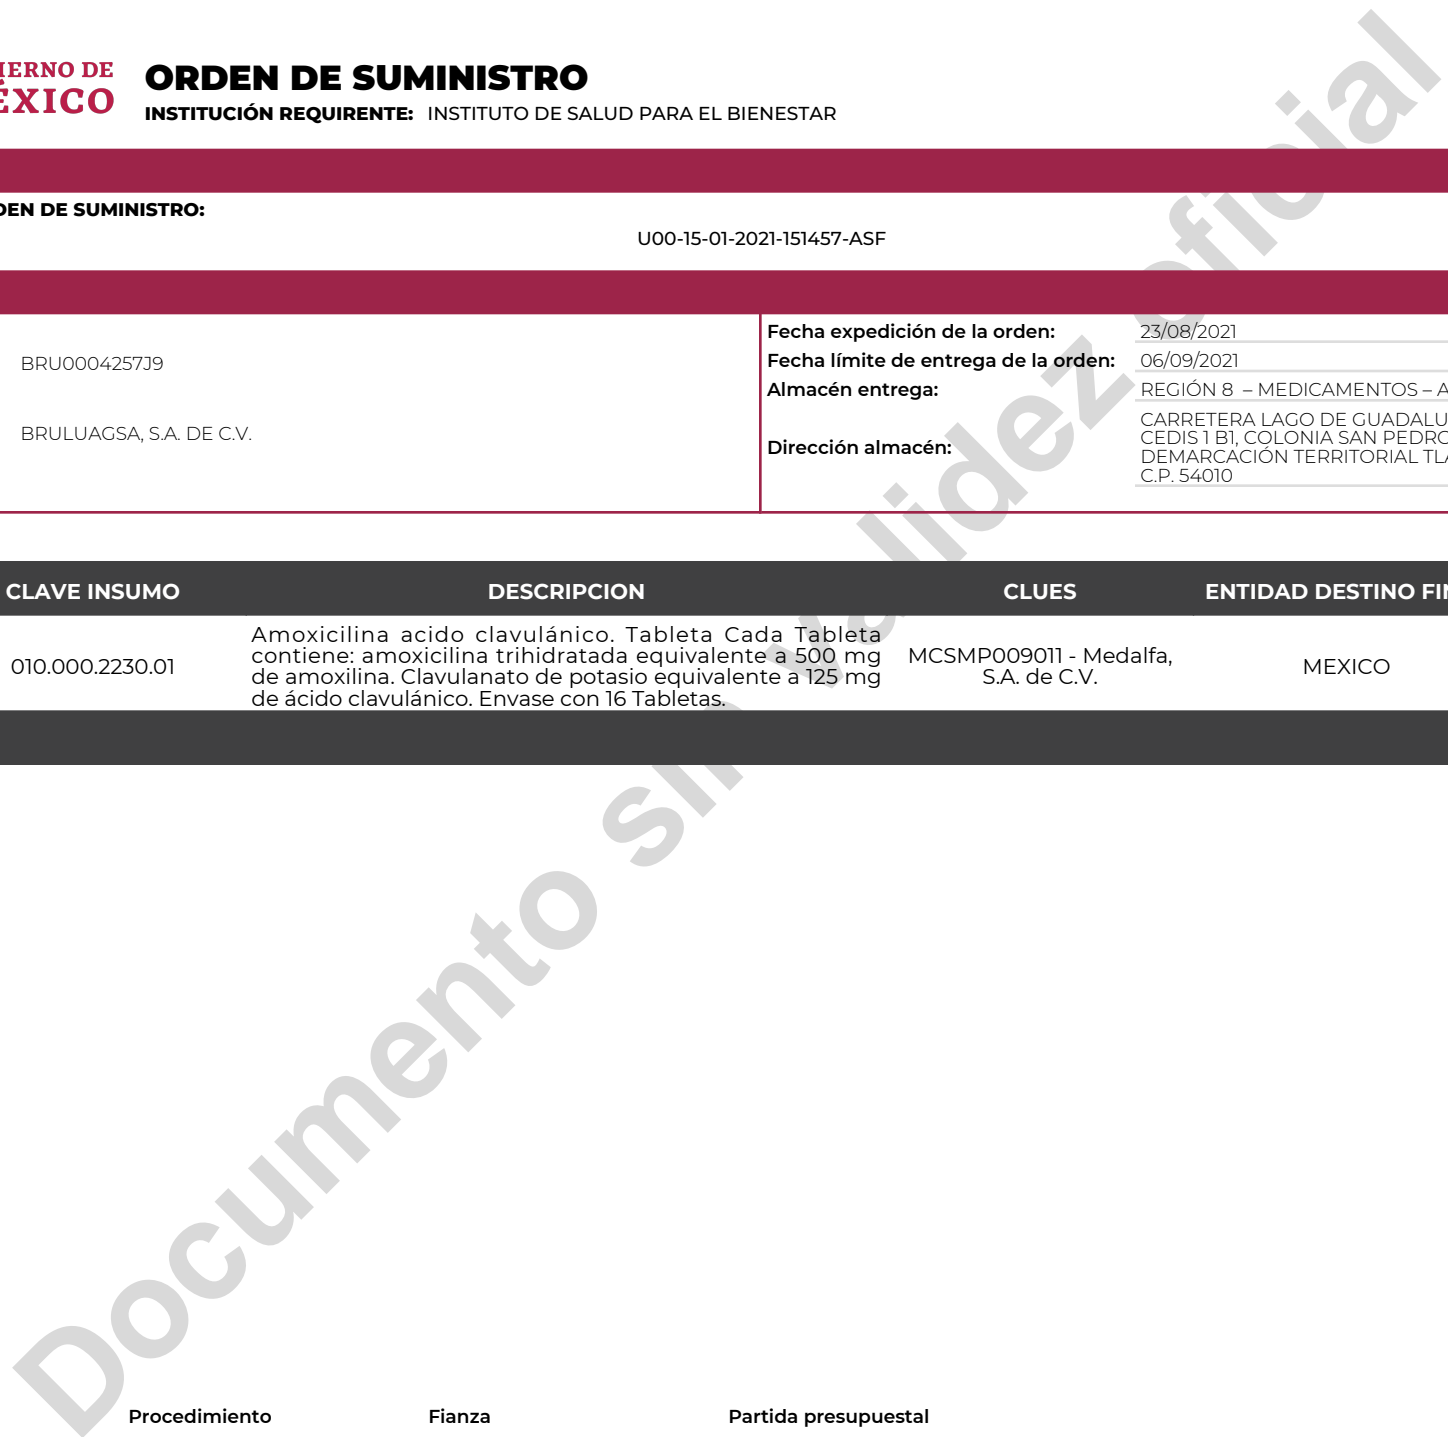 IERNO DE
ÉXICO
ORDEN DE SUMINISTRO
INSTITUCIÓN REQUIRENTE: INSTITUTO DE SALUD PARA EL BIENESTAR
DEN DE SUMINISTRO:
U00-15-01-2021-151457-ASF
BRU0004257J9
BRULUAGSA, S.A. DE C.V.
Fecha expedición de la orden: 23/08/2021
Fecha límite de entrega de la orden: 06/09/2021
Almacén entrega: REGIÓN 8 – MEDICAMENTOS – A
Dirección almacén:
CARRETERA LAGO DE GUADALU
CEDIS 1 B1, COLONIA SAN PEDRO
DEMARCACIÓN TERRITORIAL TLA
C.P. 54010
CLAVE INSUMO DESCRIPCION CLUES ENTIDAD DESTINO FIN
010.000.2230.01
Amoxicilina acido clavulánico. Tableta Cada Tableta
contiene: amoxicilina trihidratada equivalente a 500 mg
de amoxilina. Clavulanato de potasio equivalente a 125 mg
de ácido clavulánico. Envase con 16 Tabletas.
MCSMP009011 - Medalfa,
S.A. de C.V.
MEXICO
Documento sin validez oficial
Procedimiento Fianza Partida presupuestal